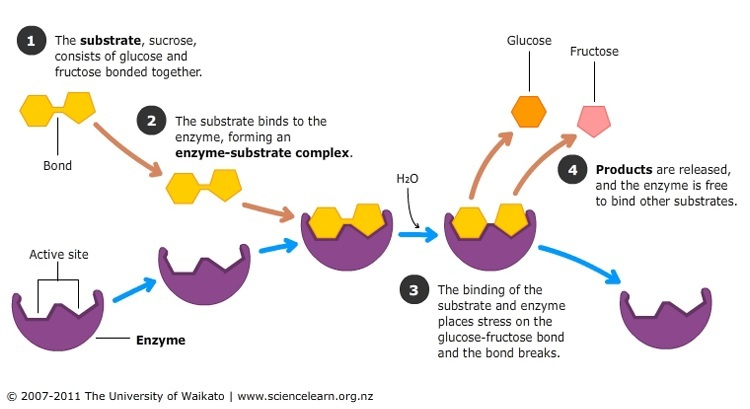 1
The substrate, sucrose,
consists of glucose and
fructose bonded together.
Bond
2
The substrate binds to the
enzyme, forming an
enzyme-substrate complex.
Active site
Enzyme
H₂O
3
The binding of the
substrate and enzyme
places stress on the
glucose-fructose bond
and the bond breaks.
Glucose
Fructose
4
Products are released,
and the enzyme is free
to bind other substrates.
© 2007-2011 The University of Waikato | www.sciencelearn.org.nz